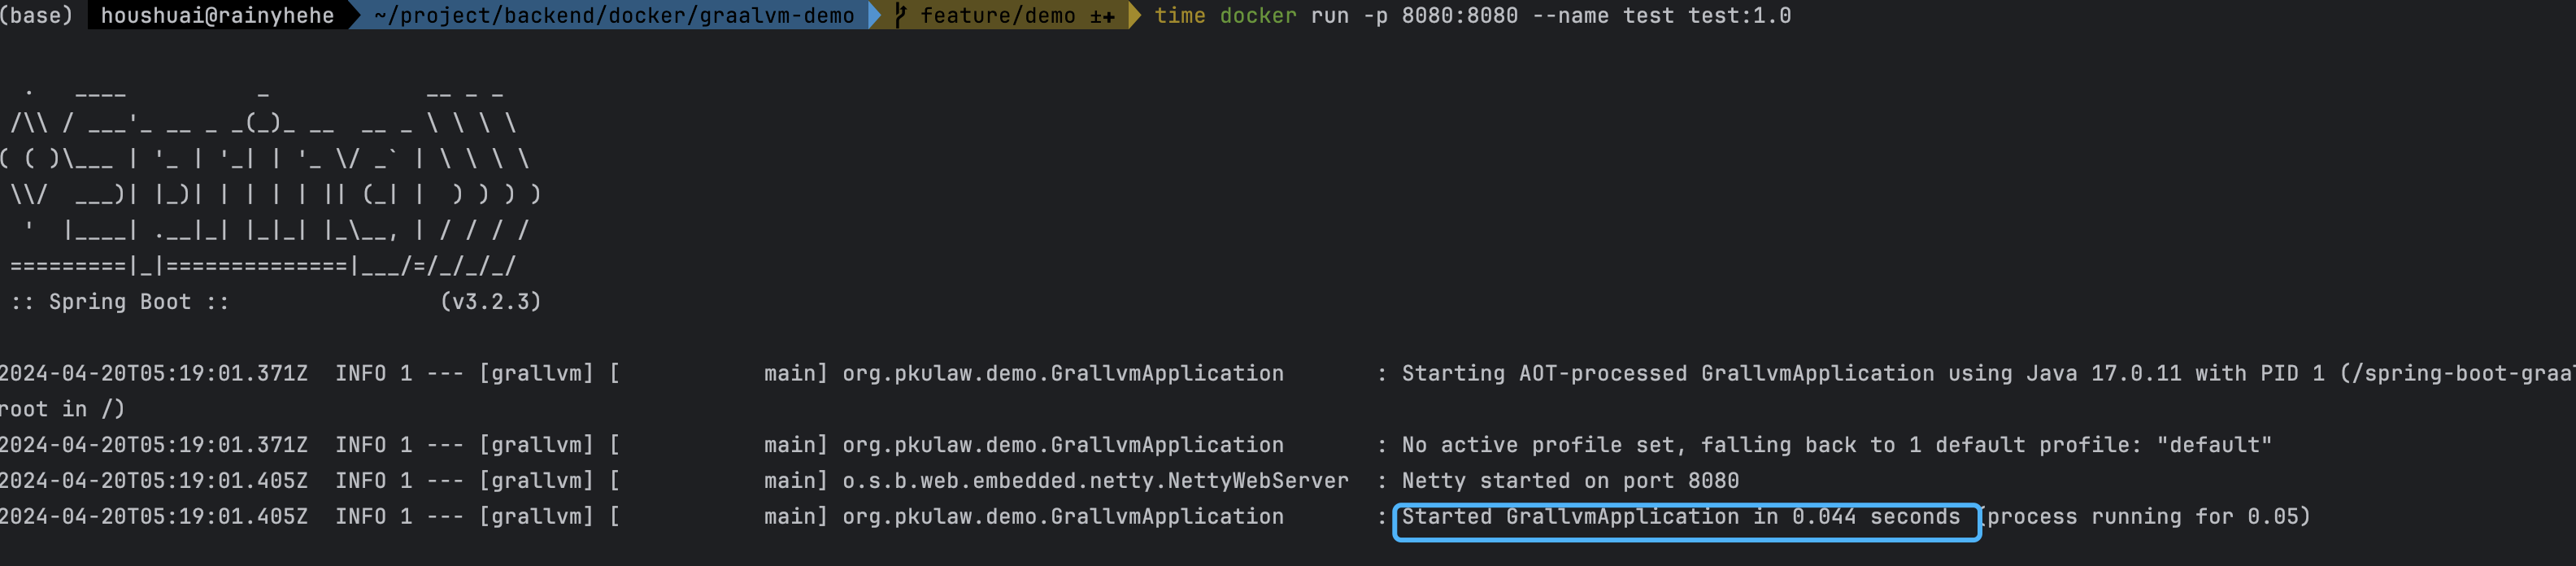 (base) houshuai@rainyhehe ~/project/backend/docker/graalvm-demo feature/demo ±✚ time docker run -p 8080:8080 --name test test:1.0
  .   ____          _            __ _ _
 /\\ / ___'_ __ _ _(_)_ __  __ _ \ \ \ \
( ( )\___ | '_ | '_| | '_ \/ _` | \ \ \ \
 \\/  ___)| |_)| | | | | || (_| |  ) ) ) )
  '  |____| .__|_| |_|_| |_\__, | / / / /
 =========|_|==============|___/=/_/_/_/
 :: Spring Boot ::                (v3.2.3)
2024-04-20T05:19:01.371Z  INFO 1 --- [grallvm] [           main] org.pkulaw.demo.GrallvmApplication       : Starting AOT-processed GrallvmApplication using Java 17.0.11 with PID 1 (/spring-boot-graal
root in /)
2024-04-20T05:19:01.371Z  INFO 1 --- [grallvm] [           main] org.pkulaw.demo.GrallvmApplication       : No active profile set, falling back to 1 default profile: "default"
2024-04-20T05:19:01.405Z  INFO 1 --- [grallvm] [           main] o.s.b.web.embedded.netty.NettyWebServer  : Netty started on port 8080
2024-04-20T05:19:01.405Z  INFO 1 --- [grallvm] [           main] org.pkulaw.demo.GrallvmApplication       : Started GrallvmApplication in 0.044 seconds (process running for 0.05)